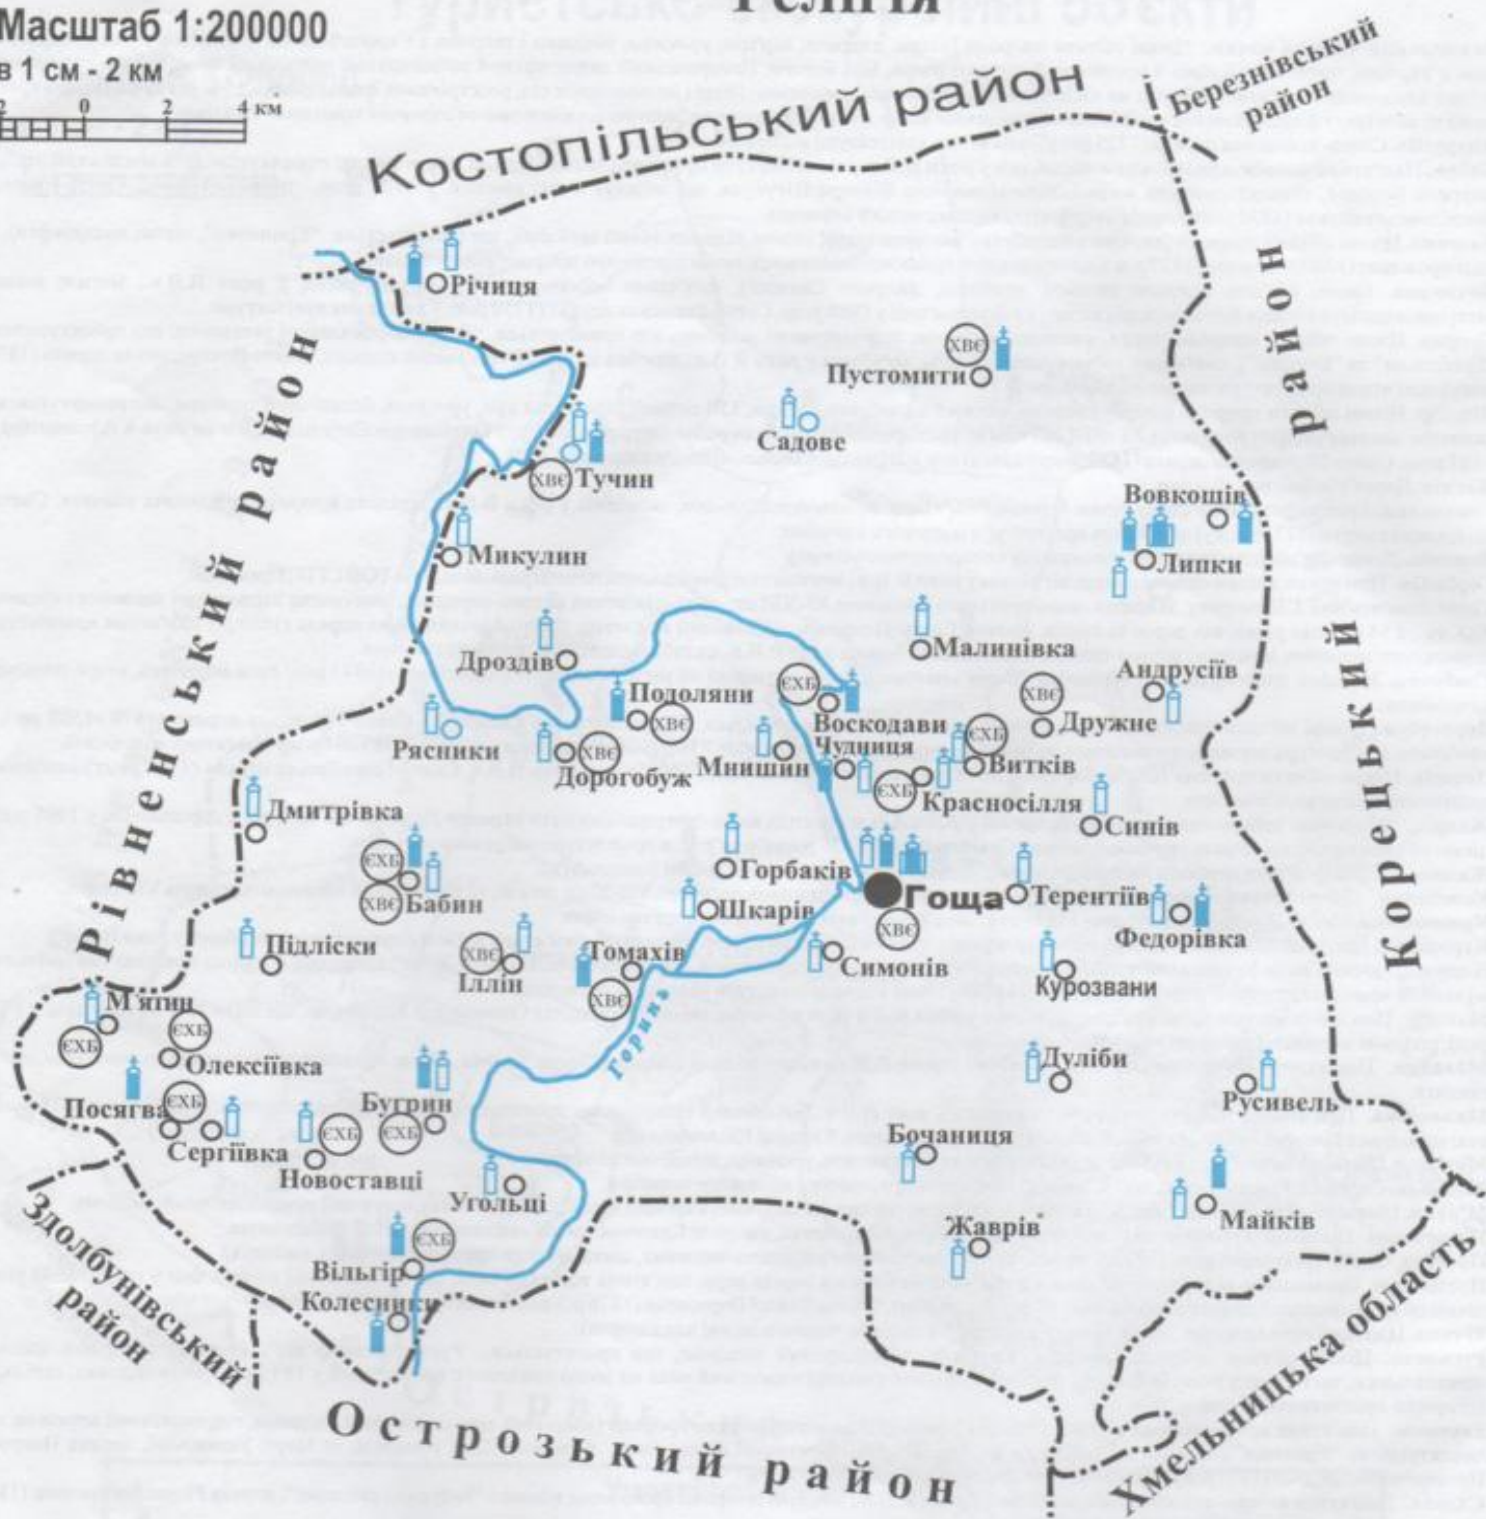 Релігія
Масштаб 1:200000
в 1 см - 2 км
2 0 2 4 км
Костопільський район
Березнівський
район
Рівненський район
Корецький район
Річиця
ХВЄ
Пустомити
Садове
ХВЄ Тучин
Микулин
Вовкошів
Липки
Дроздів
Малинівка
Андрусіїв
ХВЄ
Дружне
Подоляни
ХВЄ
ЄХБ
Воскодави
Рясники
ХВЄ
Дорогобуж
Мнишин
Чудниця
ЄХБ
Витків
ЄХБ
Красносілля
Синів
Дмитрівка
ЄХБ
ХВЄ
Бабин
Горбаків
Шкарів
Гоща
ХВЄ
Терентіїв
Федорівка
Підліски
ХВЄ
Іллін
Томахів
ХВЄ
Симонів
Курозвани
Горинь
М'ятин
ЄХБ
ЄХБ
Олексіївка
Дуліби
Русивель
Посягва
ЄХБ
Сергіївка
ЄХБ
Новоставці
Бугрин
ЄХБ
Бочаниця
Угольці
Майків
Жаврів
ЄХБ
Вільгір
Колесники
Здолбунівський
район
Острозький район
Хмельницька область